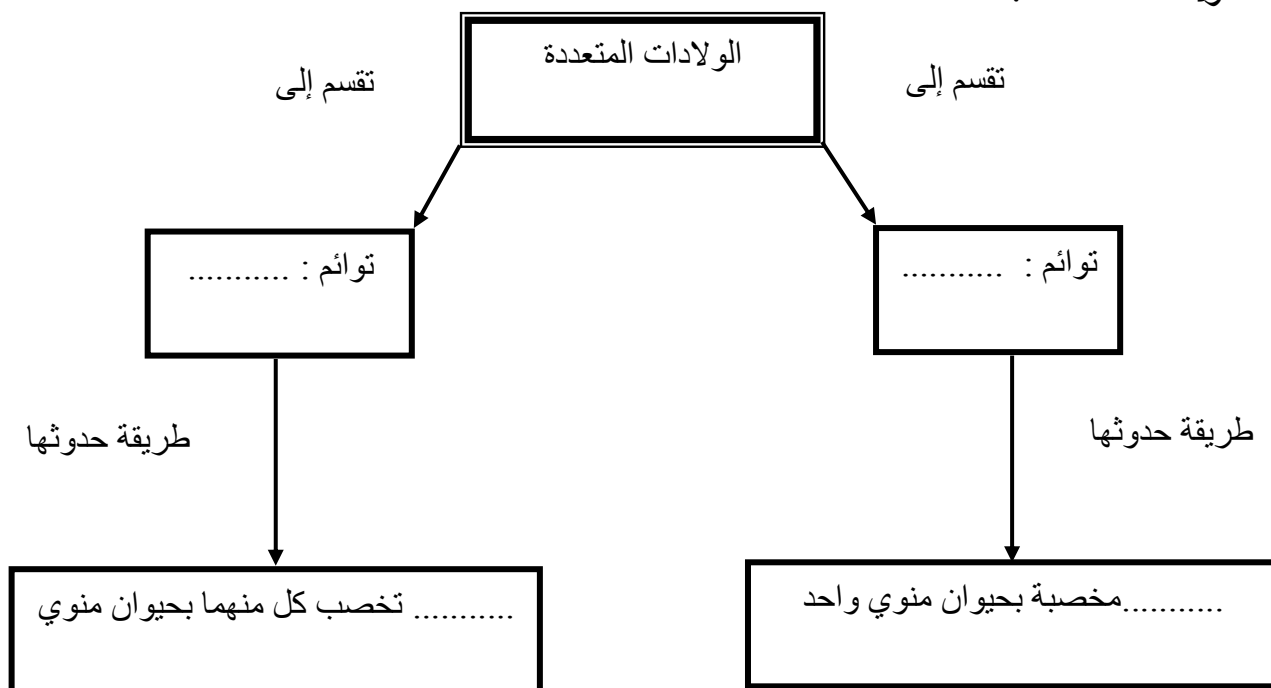 الولادات المتعددة
تقسم إلى
تقسم إلى
توائم : ...........
توائم : ...........
طريقة حدوثها
طريقة حدوثها
...........مخصبة بحيوان منوي واحد
........... تخصب كل منهما بحيوان منوي